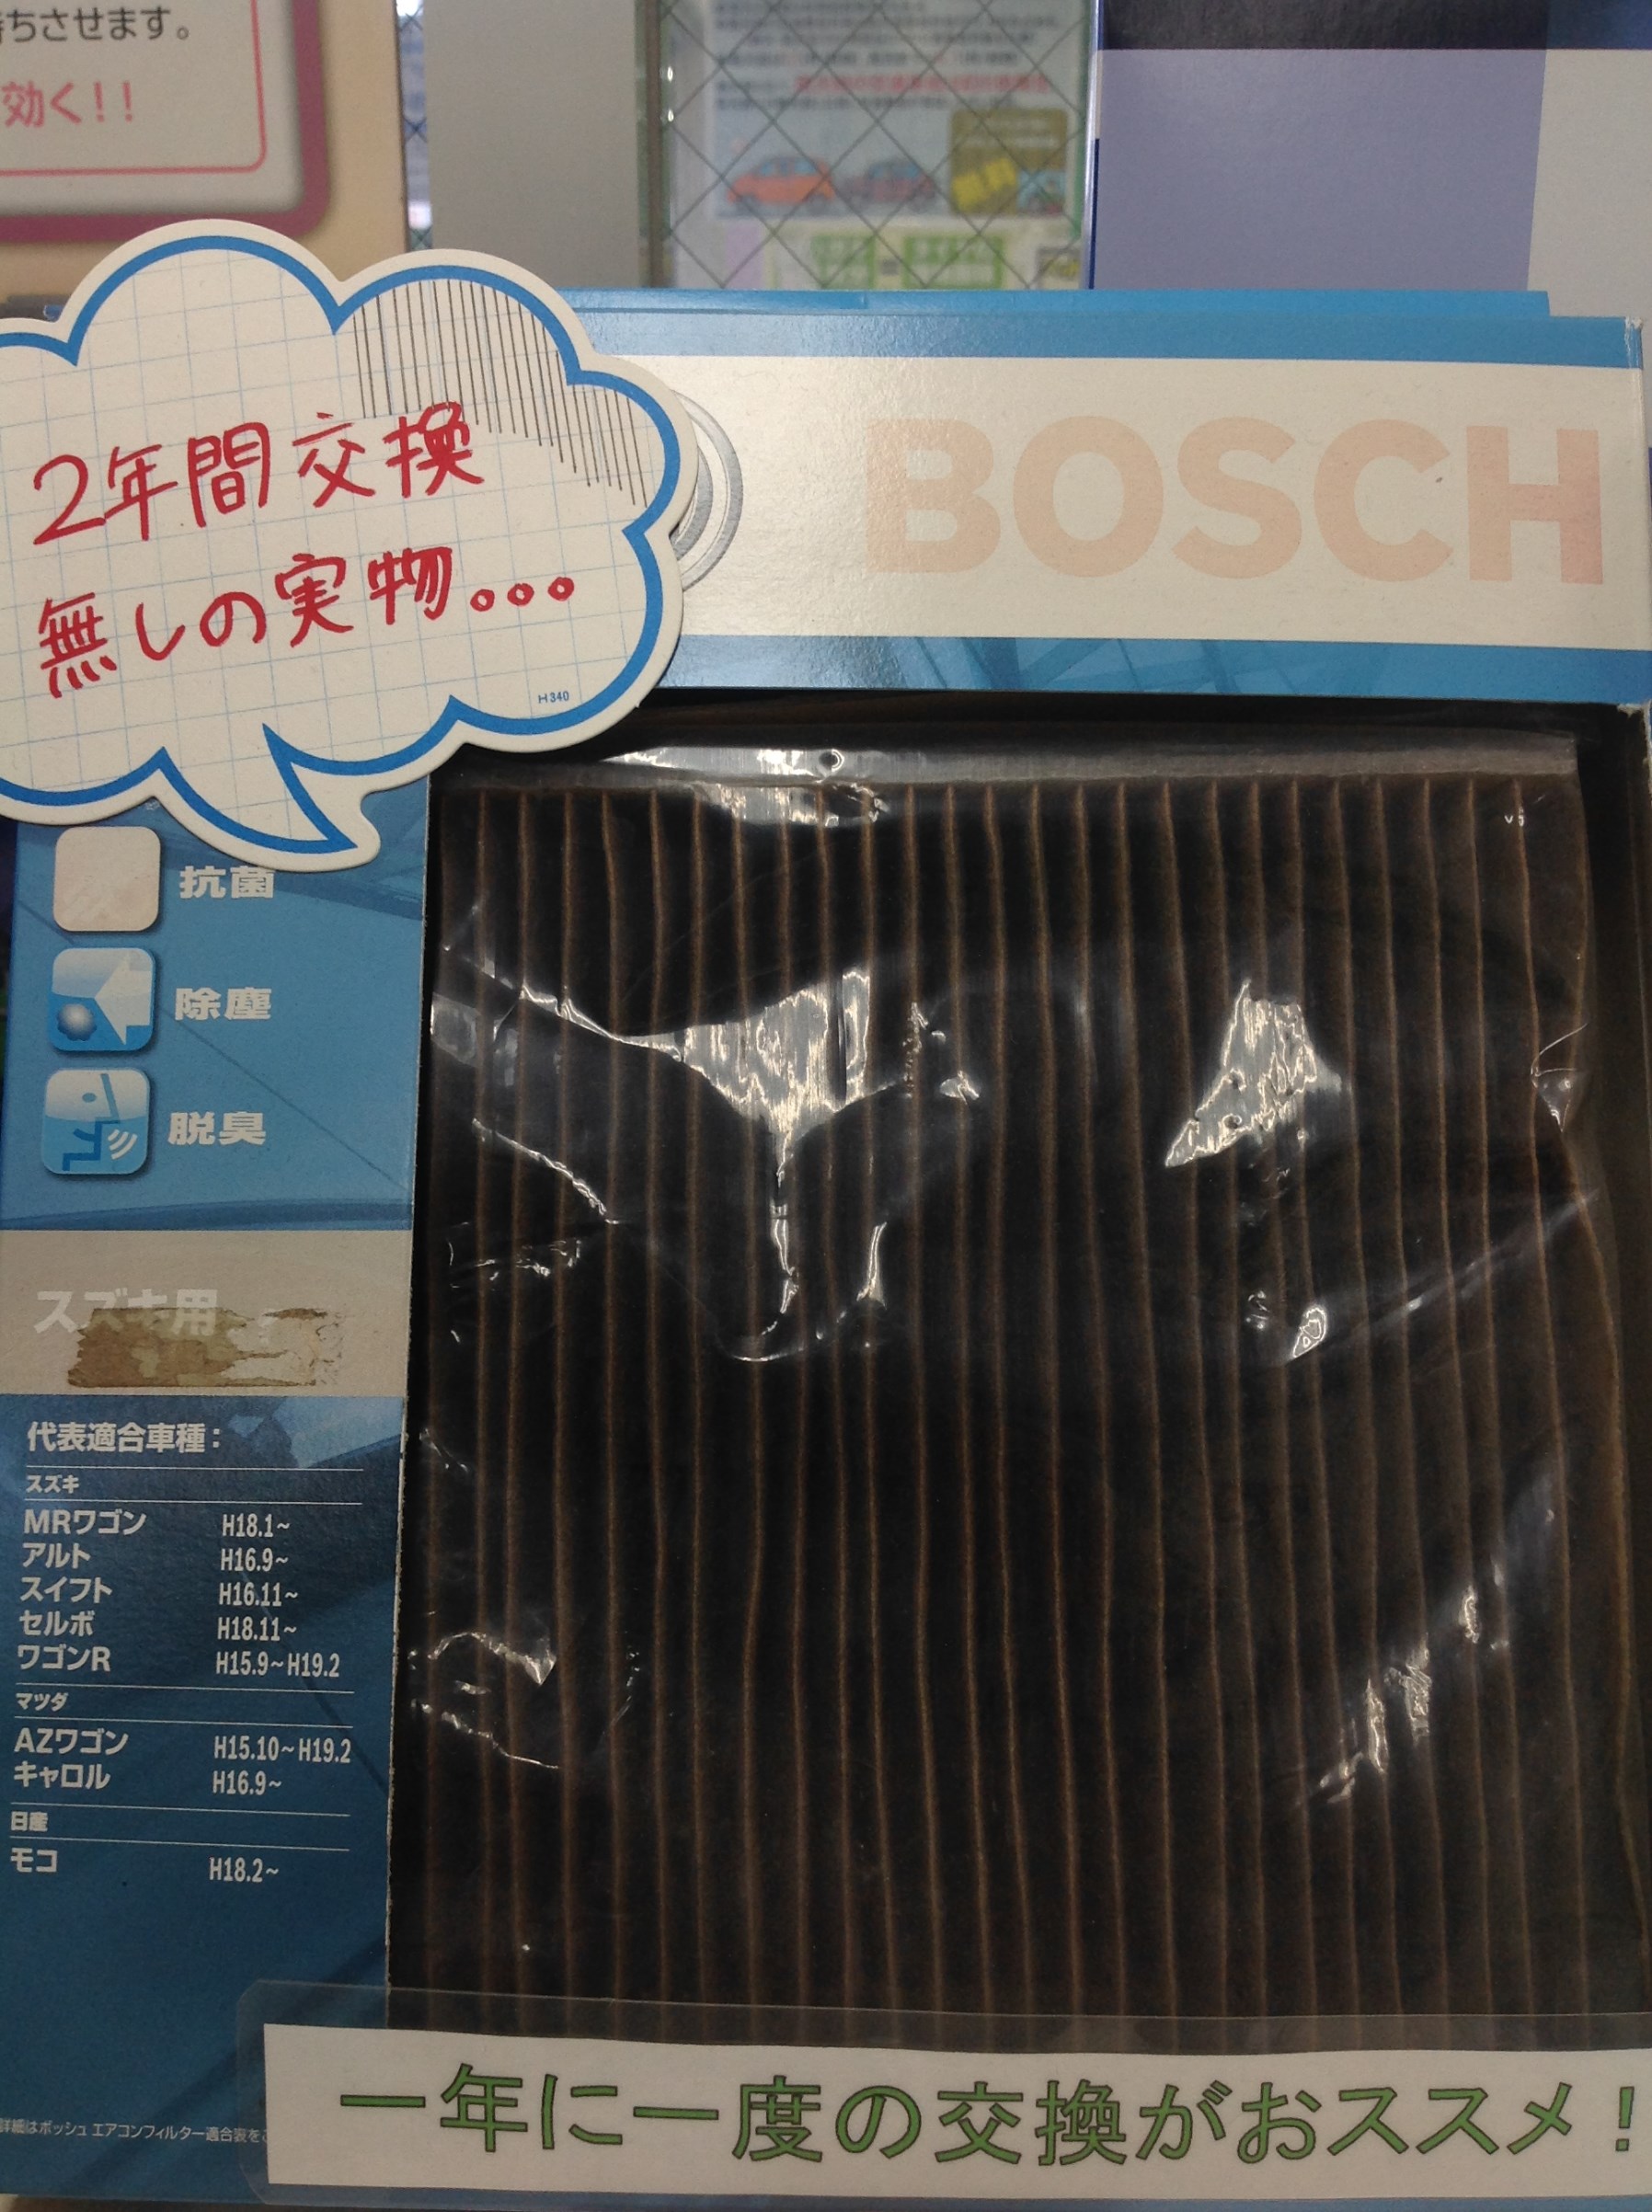 ちさせます。
効く!!
2年間交換
無しの実物...
H340
BOSCH
抗菌
除塵
脱臭
スズキ用
代表適合車種:
スズキ
MRワゴン H18.1~
アルト H16.9~
スイフト H16.11~
セルボ H18.11~
ワゴンR H15.9~H19.2
マツダ
AZワゴン H15.10~H19.2
キャロル H16.9~
日産
モコ H18.2~
詳細はボッシュ エアコンフィルター適合表をご
一年に一度の交換がおススメ!